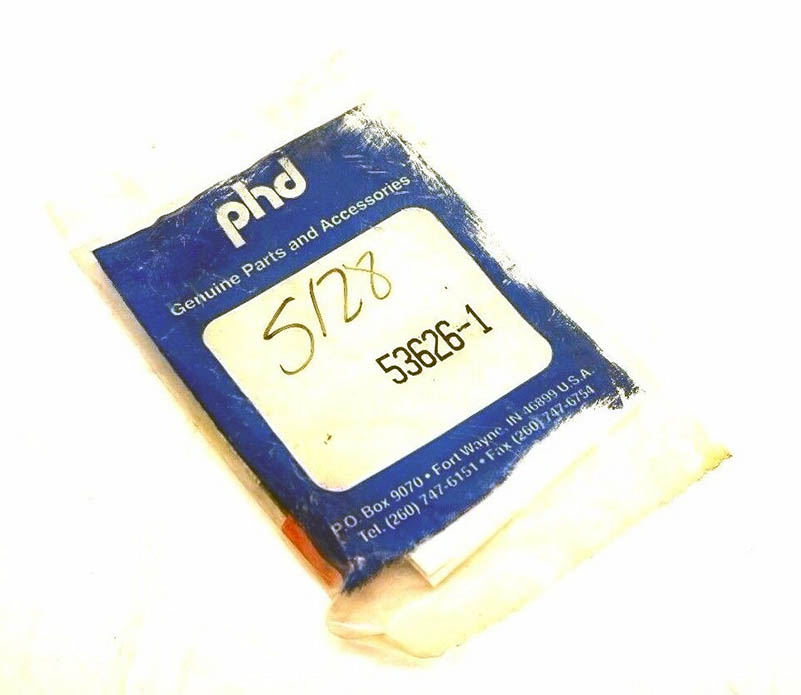 phd
Genuine Parts and Accessories
5128
53626-1
P.O. Box 9070 • Fort Wayne, IN 46899 U.S.A.
Tel. (260) 747-6151 • Fax (260) 747-6754